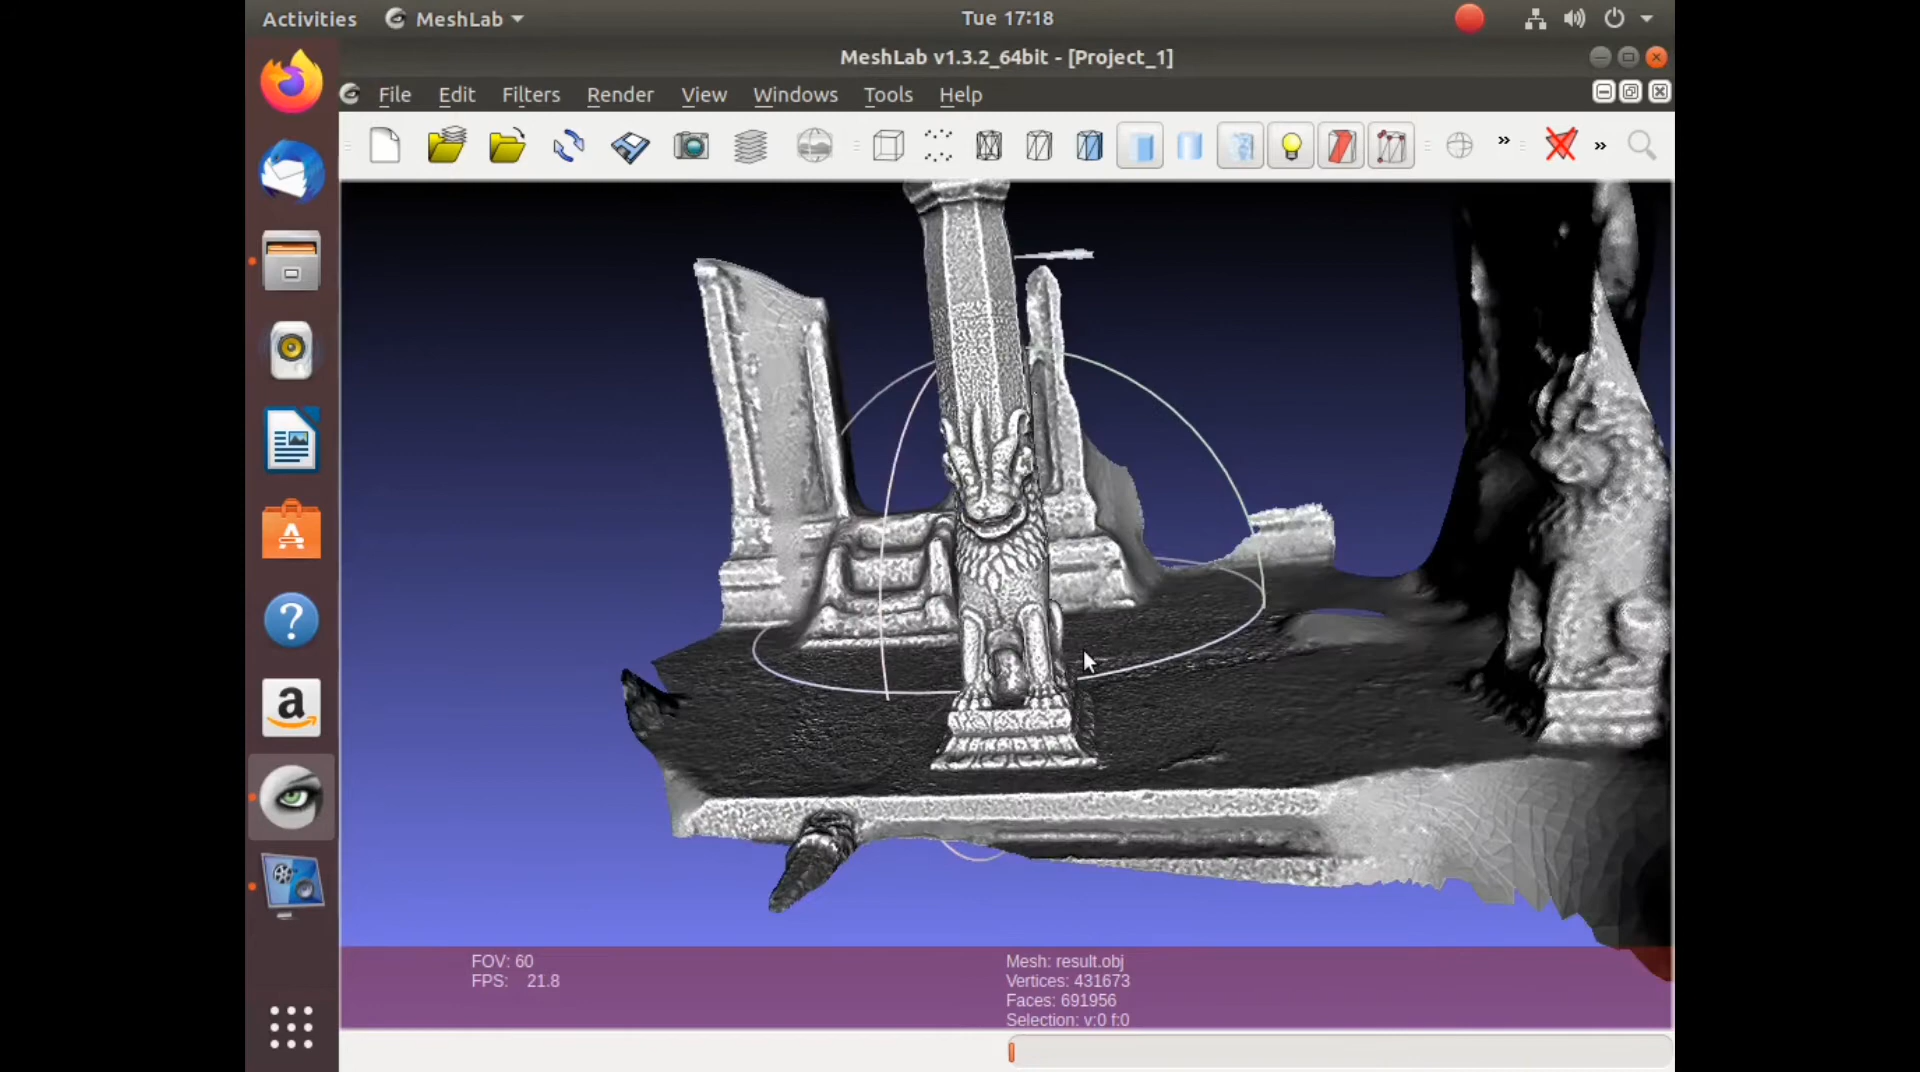 Activities MeshLab Tue 17:18
MeshLab v1.3.2_64bit - [Project_1]
File Edit Filters Render View Windows Tools Help
FOV: 60
FPS: 21.8
Mesh: result.obj
Vertices: 431673
Faces: 691956
Selection: v:0 f:0